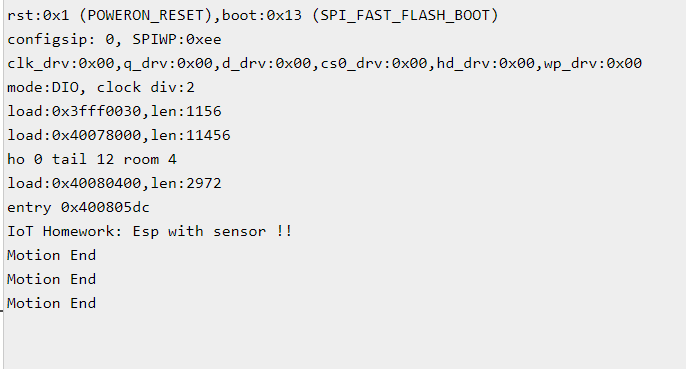 rst:0x1 (POWERON_RESET),boot:0x13 (SPI_FAST_FLASH_BOOT)
configsip: 0, SPIWP:0xee
clk_drv:0x00,q_drv:0x00,d_drv:0x00,cs0_drv:0x00,hd_drv:0x00,wp_drv:0x00
mode:DIO, clock div:2
load:0x3fff0030,len:1156
load:0x40078000,len:11456
ho 0 tail 12 room 4
load:0x40080400,len:2972
entry 0x400805dc
IoT Homework: Esp with sensor !!
Motion End
Motion End
Motion End